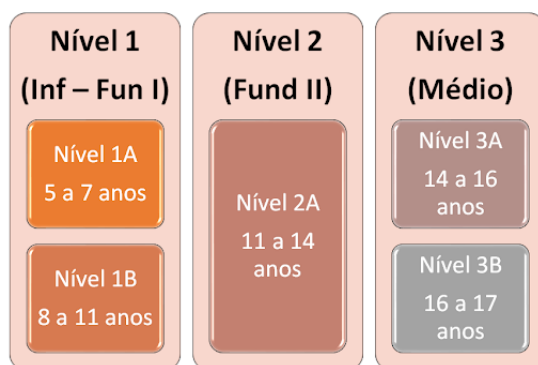 Nível 1
(Inf – Fun I)
Nível 1A
5 a 7 anos
Nível 1B
8 a 11 anos
Nível 2
(Fund II)
Nível 2A
11 a 14
anos
Nível 3
(Médio)
Nível 3A
14 a 16
anos
Nível 3B
16 a 17
anos